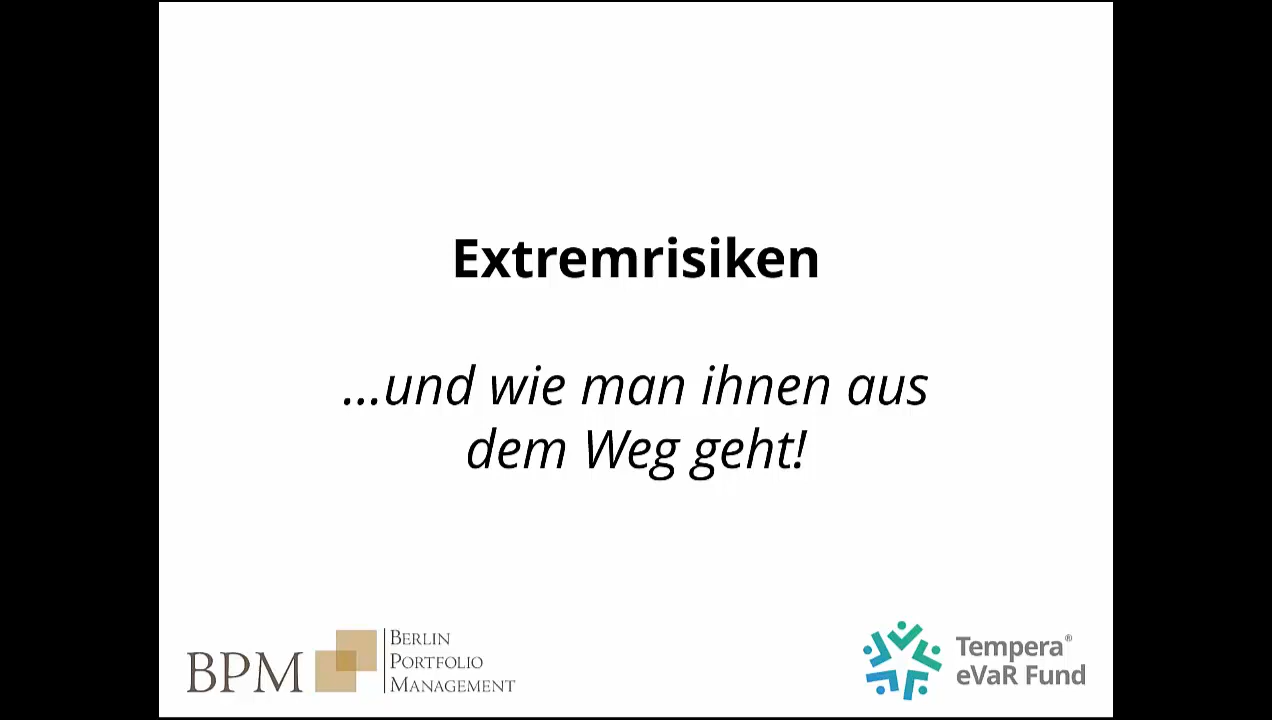 Extremrisiken
...und wie man ihnen aus
dem Weg geht!
BPM
BERLIN
PORTFOLIO
MANAGEMENT
Tempera®
eVaR Fund